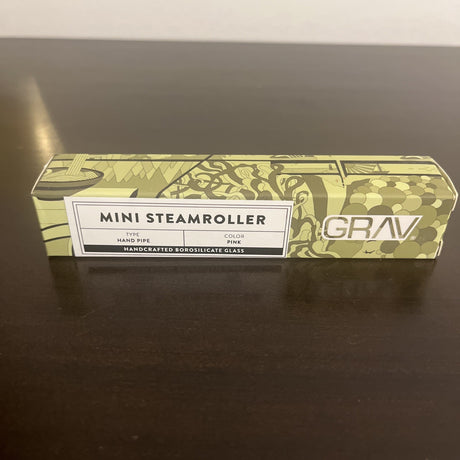 MINI STEAMROLLER
TYPE
HAND PIPE
COLOR
PINK
HANDCRAFTED BOROSILICATE GLASS
GRAV